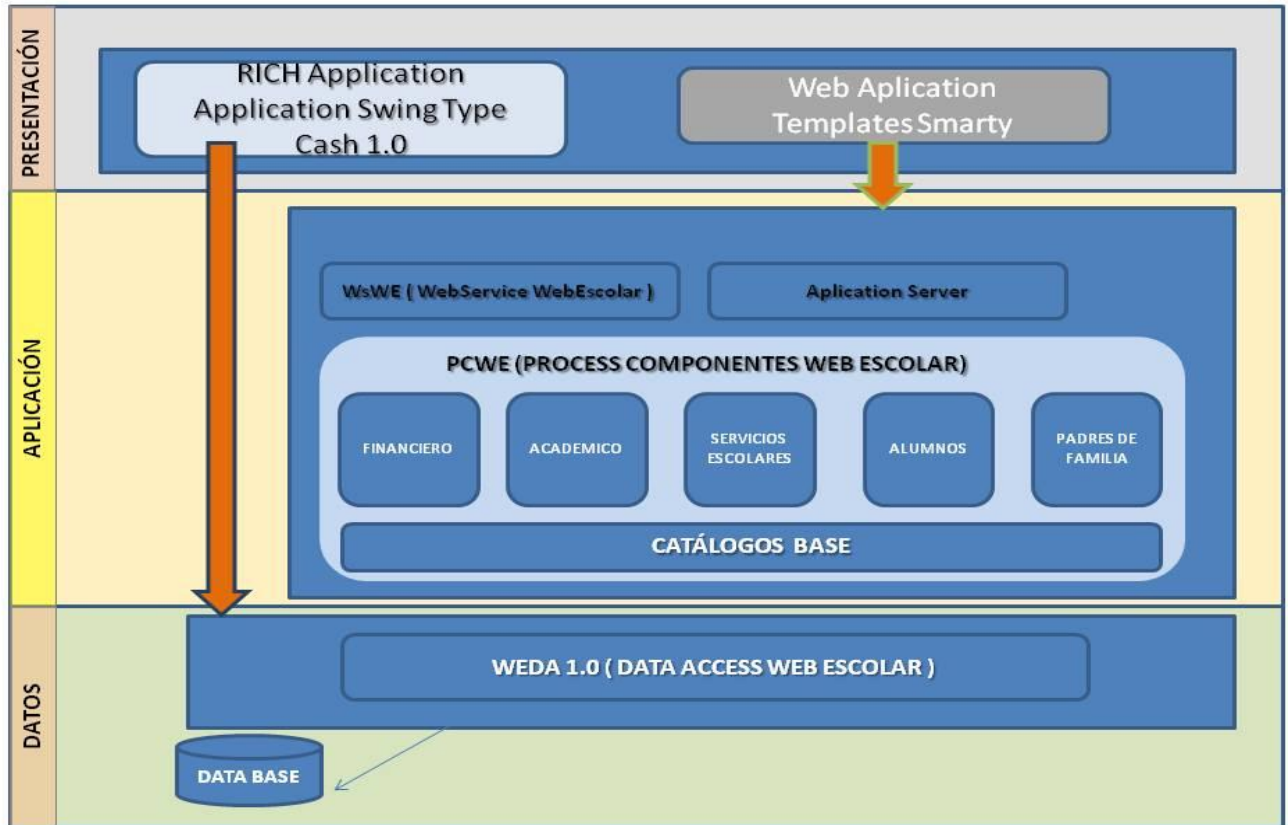 PRESENTACIÓN
RICH Application
Application Swing Type
Cash 1.0
Web Aplication
Templates Smarty
APLICACIÓN
WsWE ( WebService WebEscolar )
Aplication Server
PCWE (PROCESS COMPONENTES WEB ESCOLAR)
FINANCIERO
ACADEMICO
SERVICIOS
ESCOLARES
ALUMNOS
PADRES DE
FAMILIA
CATÁLOGOS BASE
DATOS
WEDA 1.0 ( DATA ACCESS WEB ESCOLAR )
DATA BASE